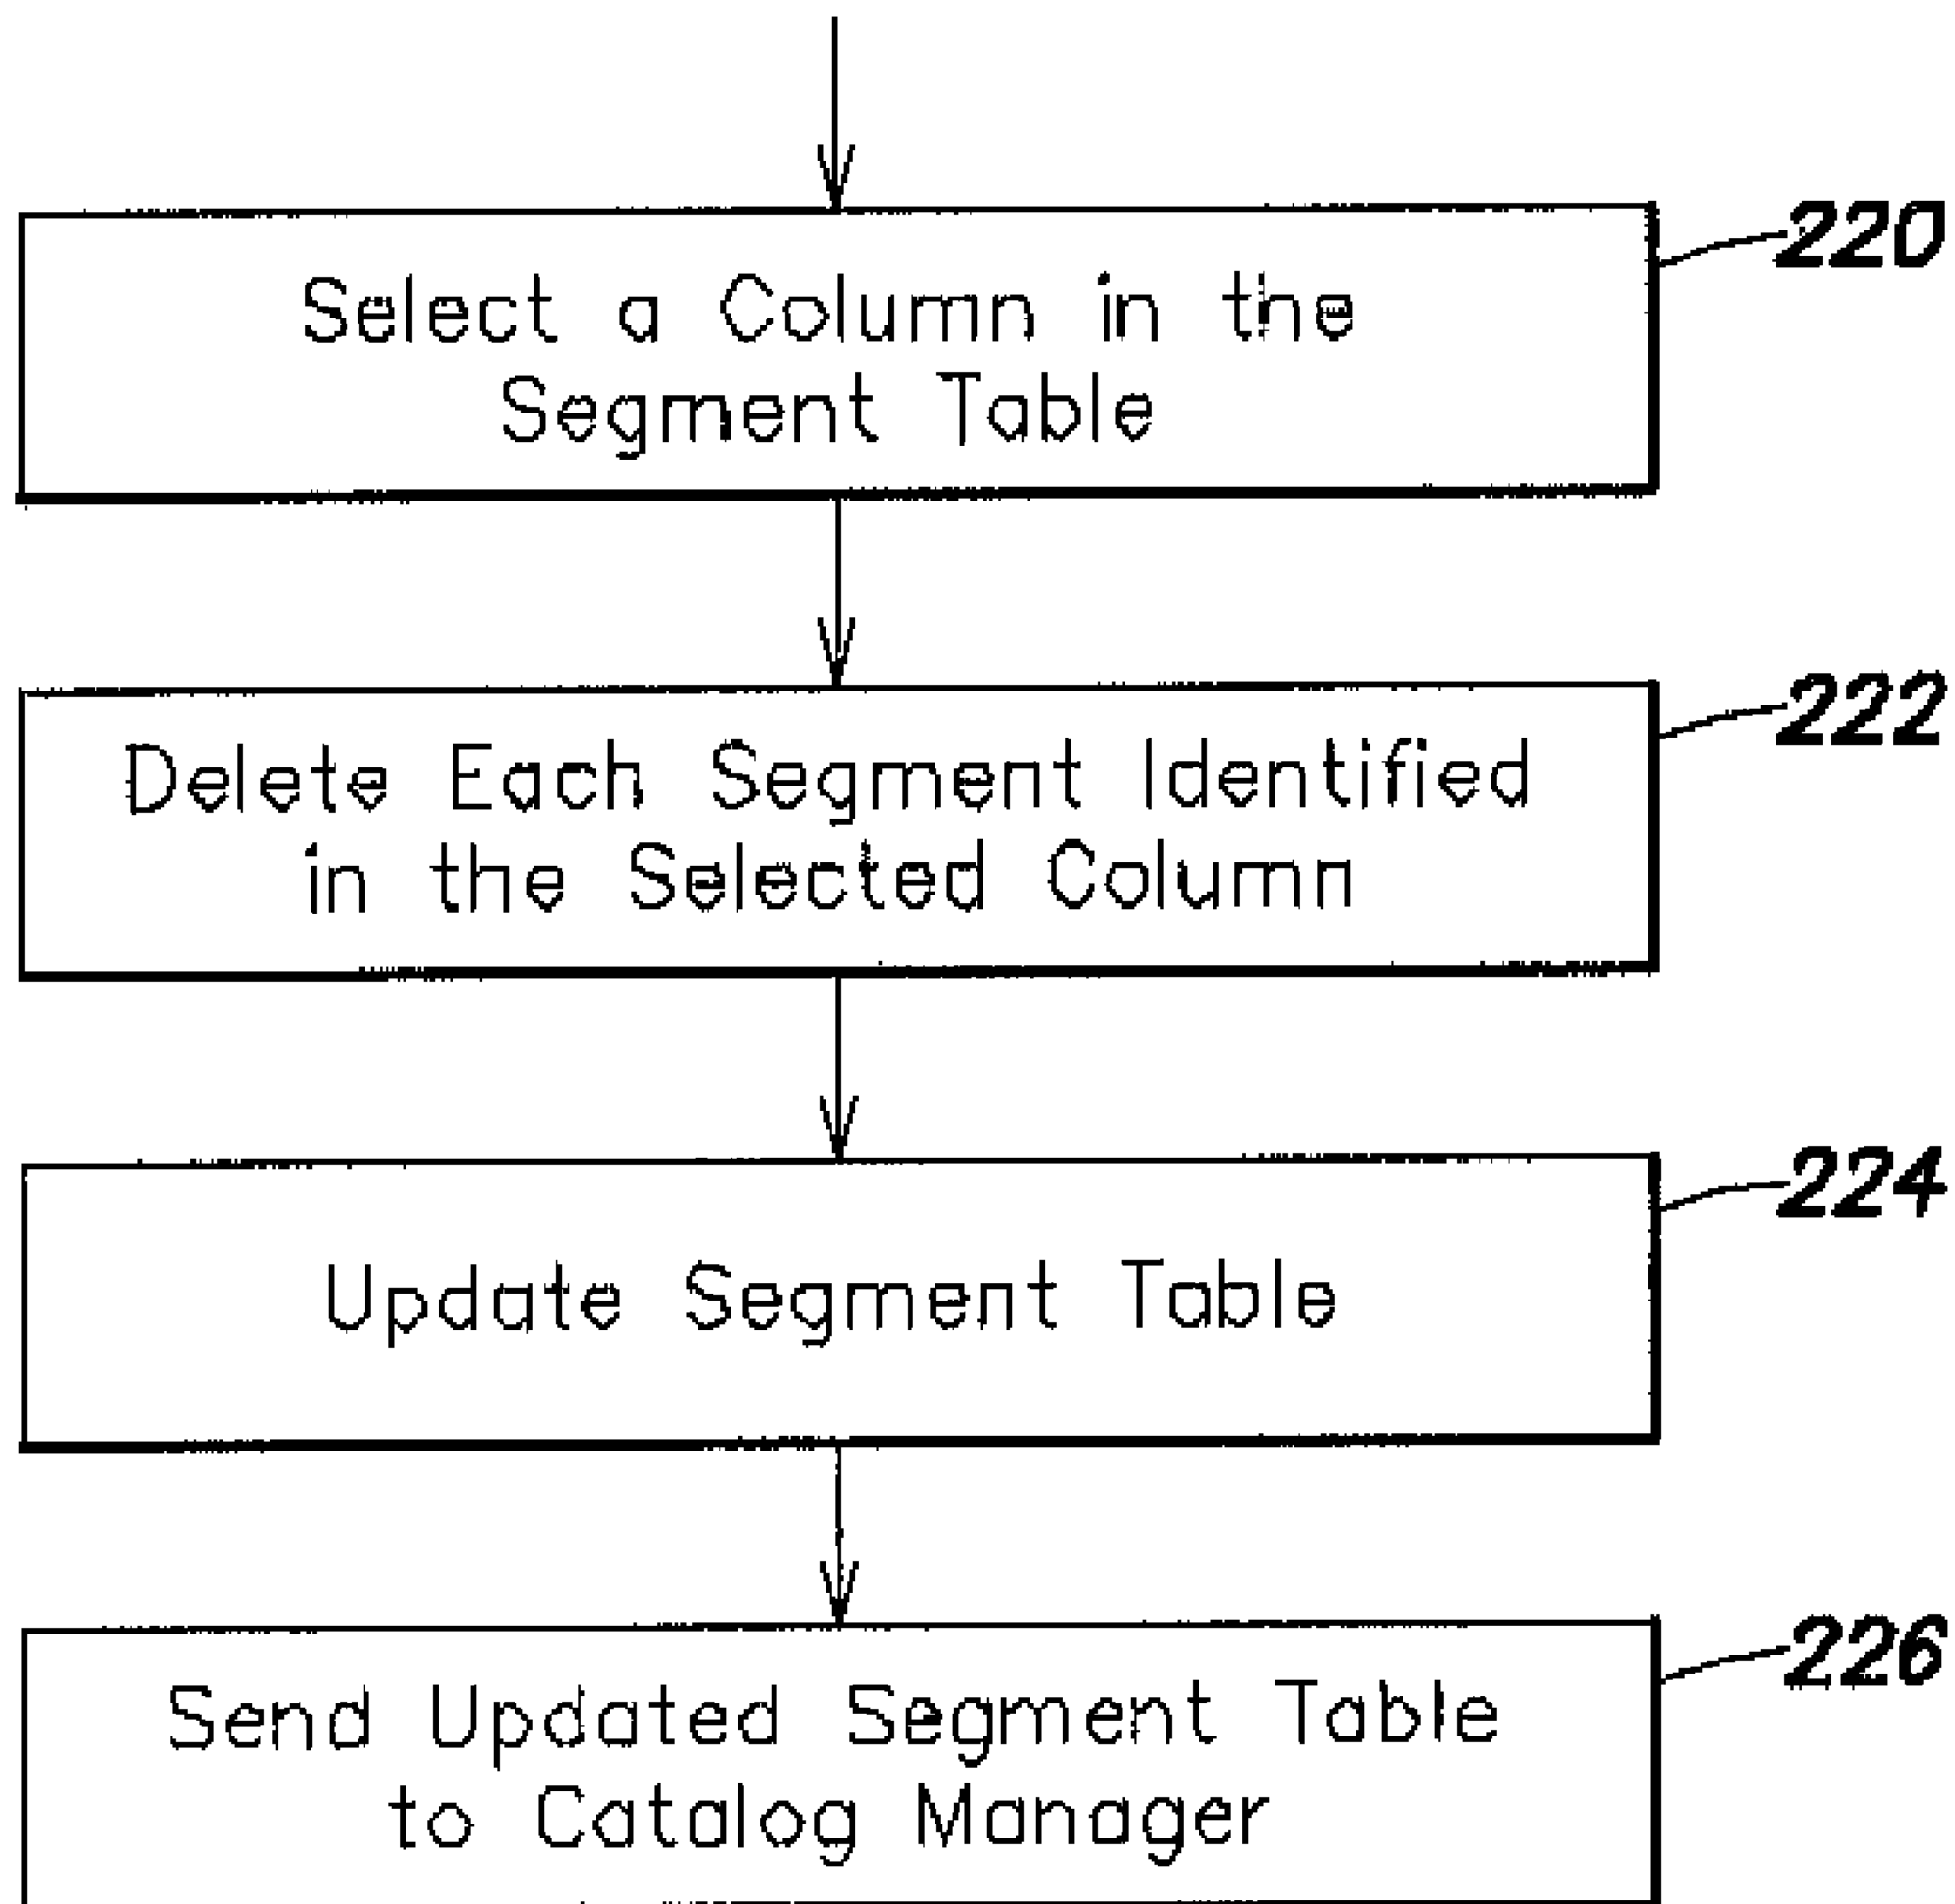 220
Select a Column in the
Segment Table
222
Delete Each Segment Identified
in the Selected Column
224
Update Segment Table
226
Send Updated Segment Table
to Catalog Manager